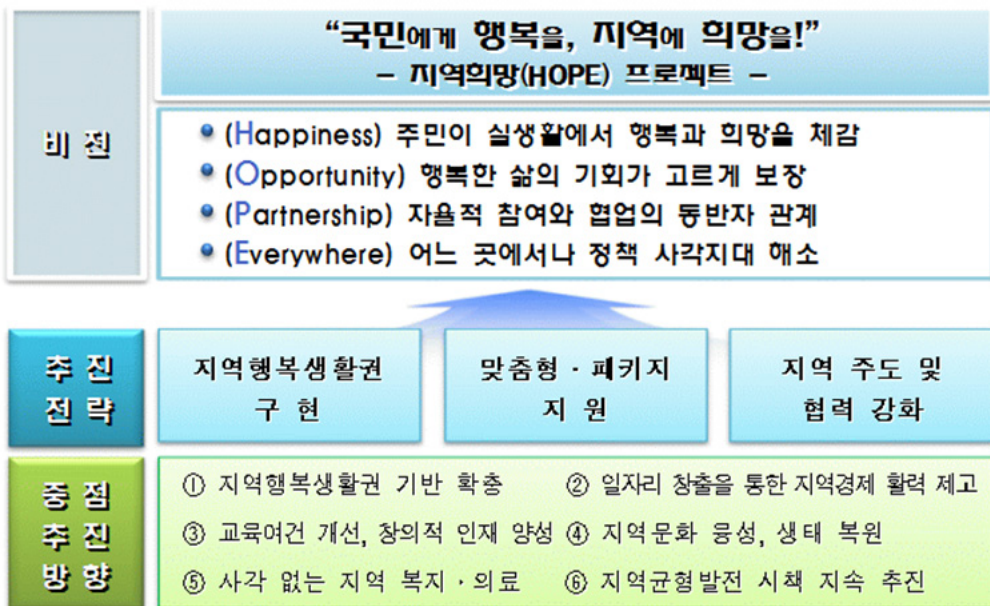 “국민에게 행복을, 지역에 희망을!”
– 지역희망(HOPE) 프로젝트 –
비 전
(Happiness) 주민이 실생활에서 행복과 희망을 체감
(Opportunity) 행복한 삶의 기회가 고르게 보장
(Partnership) 자율적 참여와 협업의 동반자 관계
(Everywhere) 어느 곳에서나 정책 사각지대 해소
추 진
전 략
지역행복생활권
구 현
맞춤형 · 패키지
지 원
지역 주도 및
협력 강화
중 점
추 진
방 향
① 지역행복생활권 기반 확충
② 일자리 창출을 통한 지역경제 활력 제고
③ 교육여건 개선, 창의적 인재 양성
④ 지역문화 융성, 생태 복원
⑤ 사각 없는 지역 복지 · 의료
⑥ 지역균형발전 시책 지속 추진